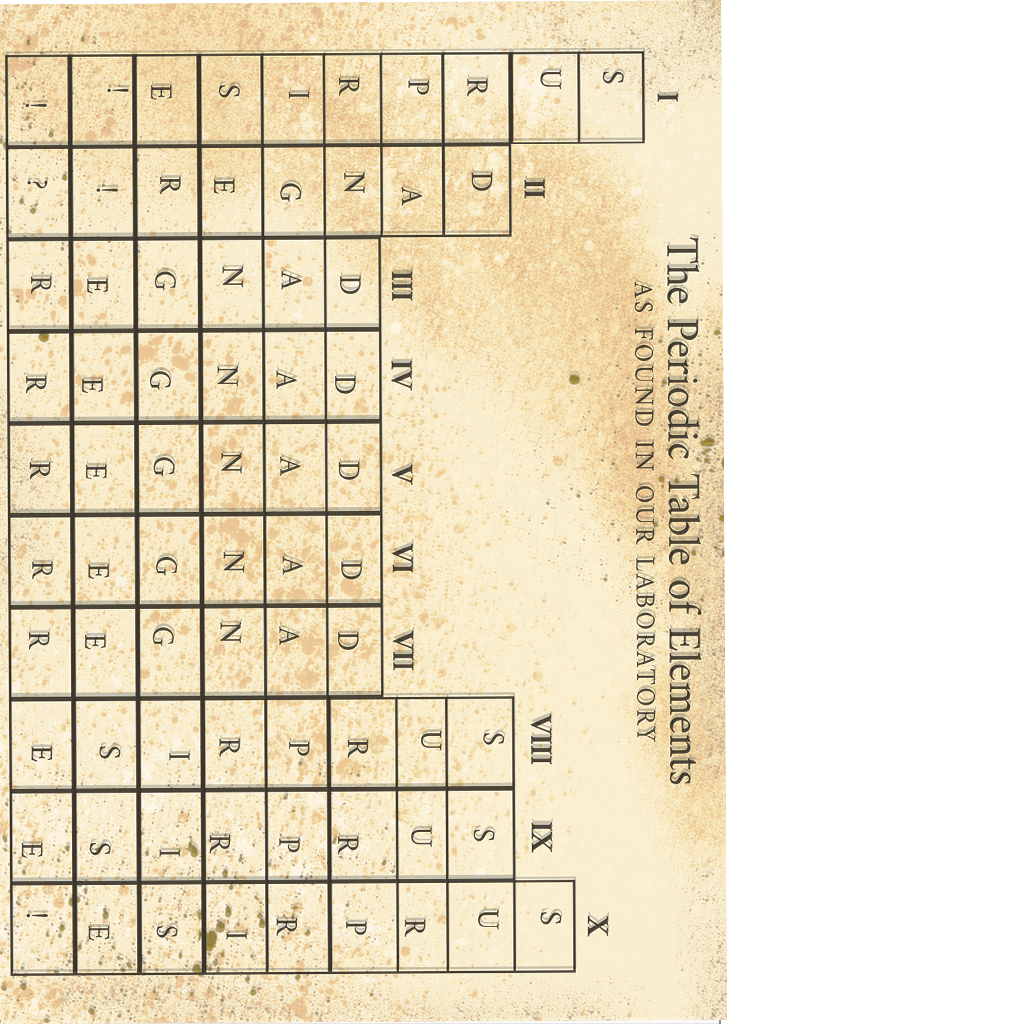 The Periodic Table of Elements
AS FOUND IN OUR LABORATORY
I
S U R P R I S E ! !
II
D A N G E R ! ?
III
D A N G E R
IV
D A N G E R
V
D A N G E R
VI
D A N G E R
VII
D A N G E R
VIII
S U R P R I S E
IX
S U R P R I S E
X
S U R P R I S E !